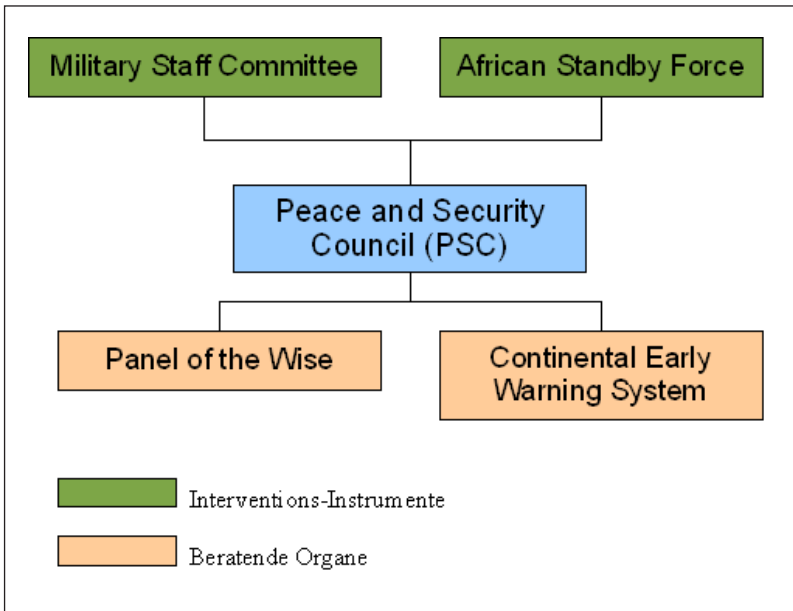 Military Staff Committee
African Standby Force
Peace and Security
Council (PSC)
Panel of the Wise
Continental Early
Warning System
Interventions-Instrumente
Beratende Organe